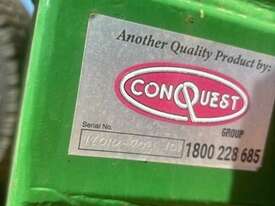 Another Quality Product by:
CONQUEST
GROUP
Serial No.
1800 228 685